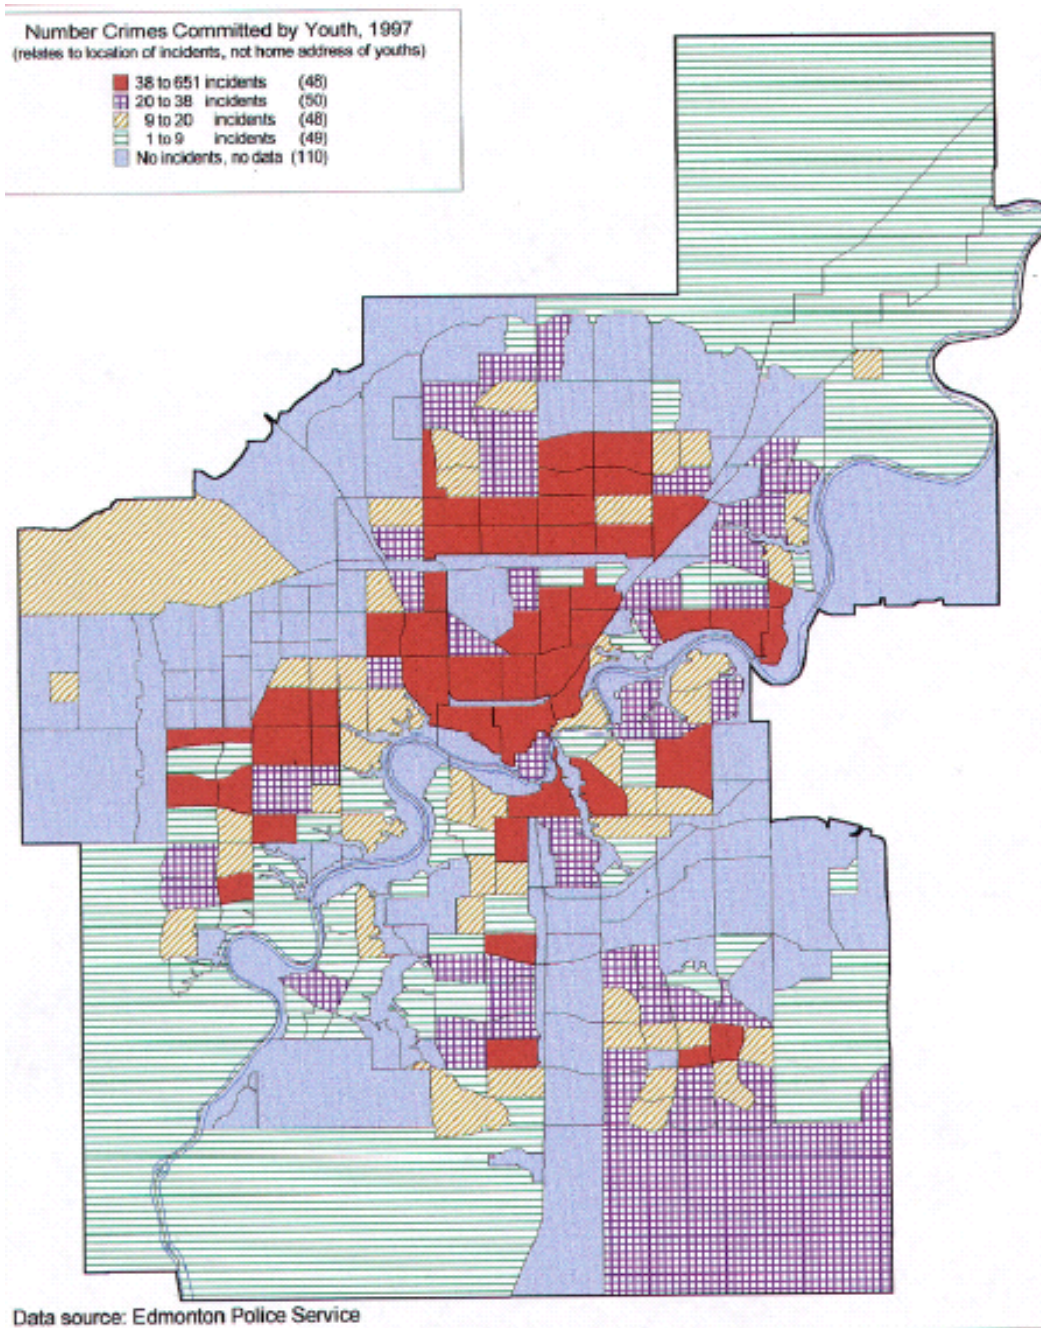 Number Crimes Committed by Youth, 1997
(relates to location of incidents, not home address of youths)
38 to 651 incidents (48)
20 to 38 incidents (50)
9 to 20 incidents (48)
1 to 9 incidents (49)
No incidents, no data (110)
Data source: Edmonton Police Service